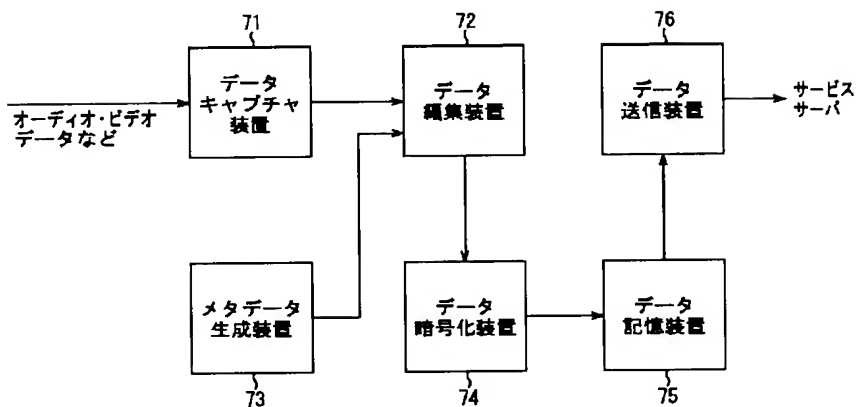 71
72
76
データ
キャプチャ
装置
データ
編集装置
データ
送信装置
サービス
サーバ
オーディオ・ビデオ
データなど
メタデータ
生成装置
データ
暗号化装置
データ
記憶装置
73
74
75